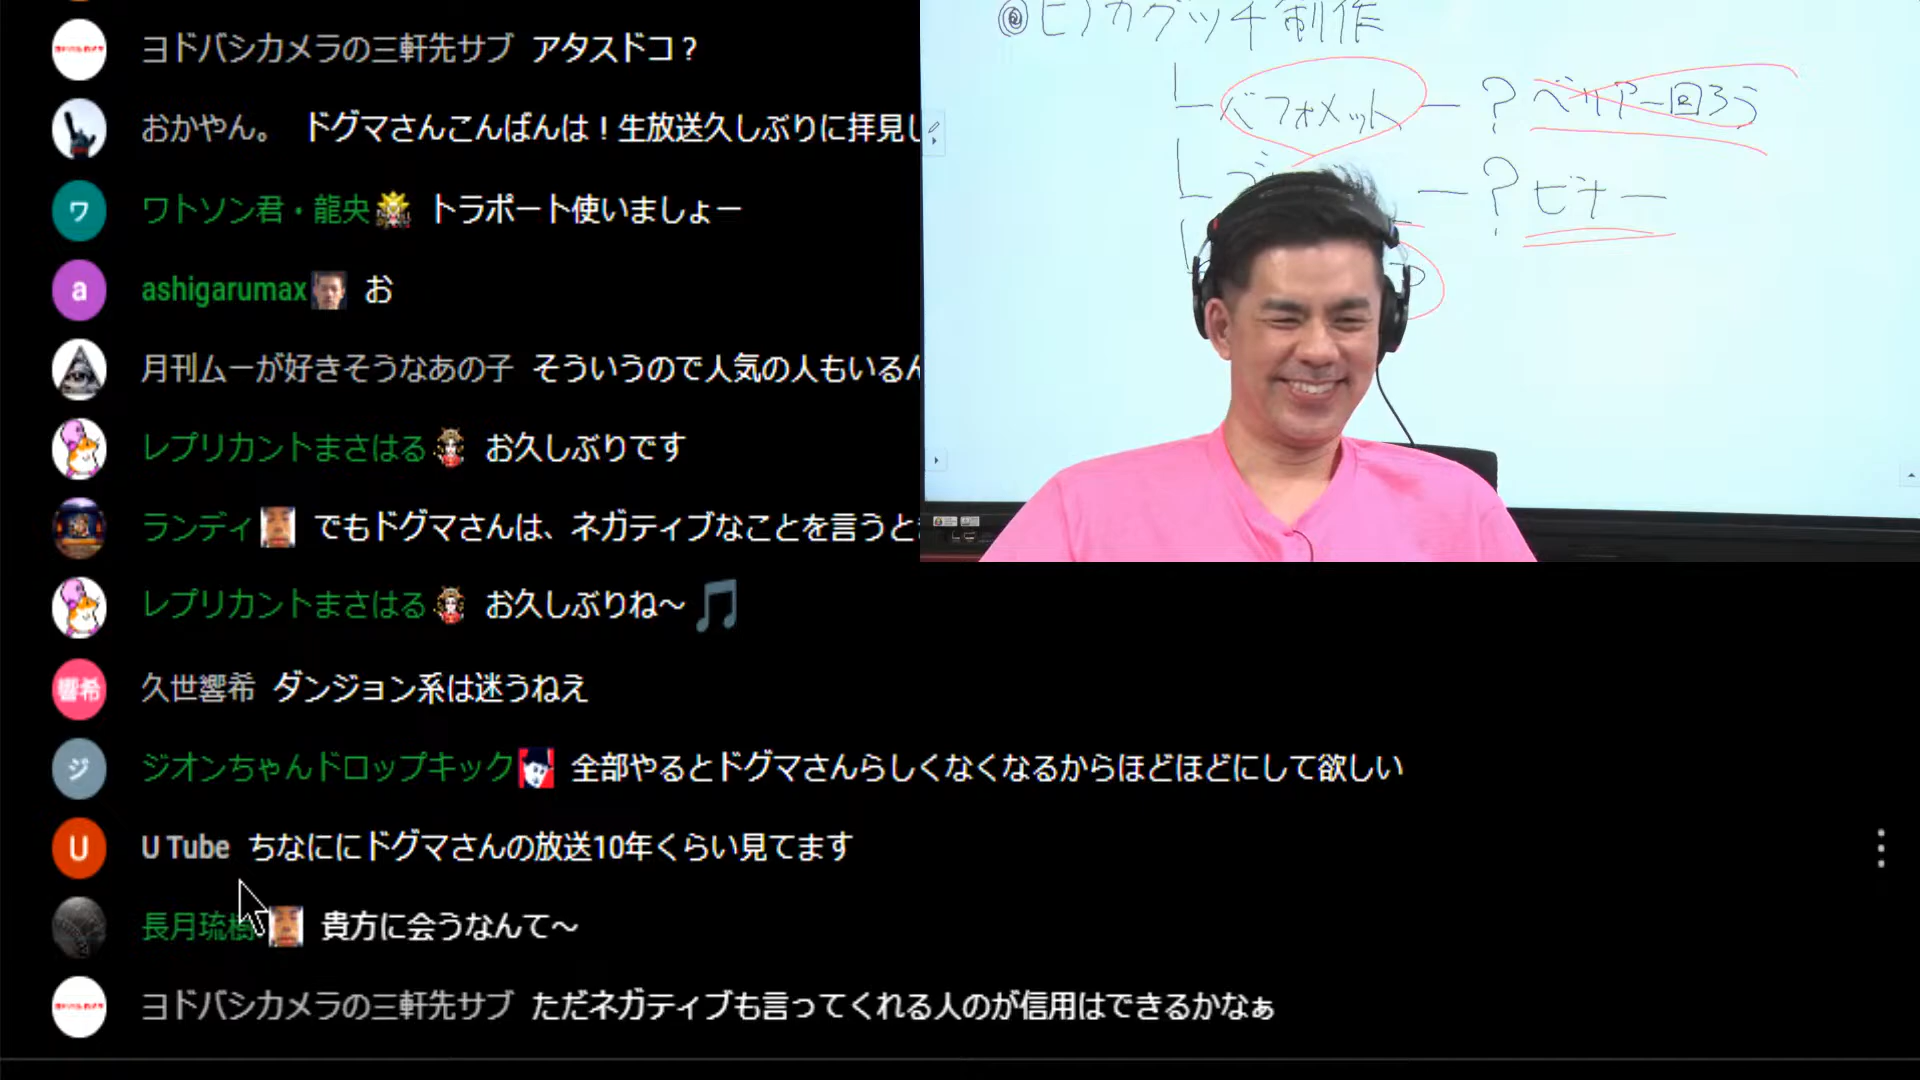 ヨドバシカメラの三軒先サブ アタスドコ？
おかやん。 ドグマさんこんばんは！生放送久しぶりに拝見し
ワ ワトソン君・龍央 トラポート使いましょー
a ashigarumax お
月刊ムーが好きそうなあの子 そういうので人気の人もいるん
レプリカントまさはる お久しぶりです
ランディ でもドグマさんは、ネガティブなことを言うと
レプリカントまさはる お久しぶりね～
響希 久世響希 ダンジョン系は迷うねえ
ジ ジオンちゃんドロップキック 全部やるとドグマさんらしくなくなるからほどほどにして欲しい
U U Tube ちなににドグマさんの放送10年くらい見てます
長月琉樹 貴方に会うなんて～
ヨドバシカメラの三軒先サブ ただネガティブも言ってくれる人のが信用はできるかなぁ
ヒノカグツチ制作
バフォメット ー ? ベリアー回ろう
ー ? ビナー